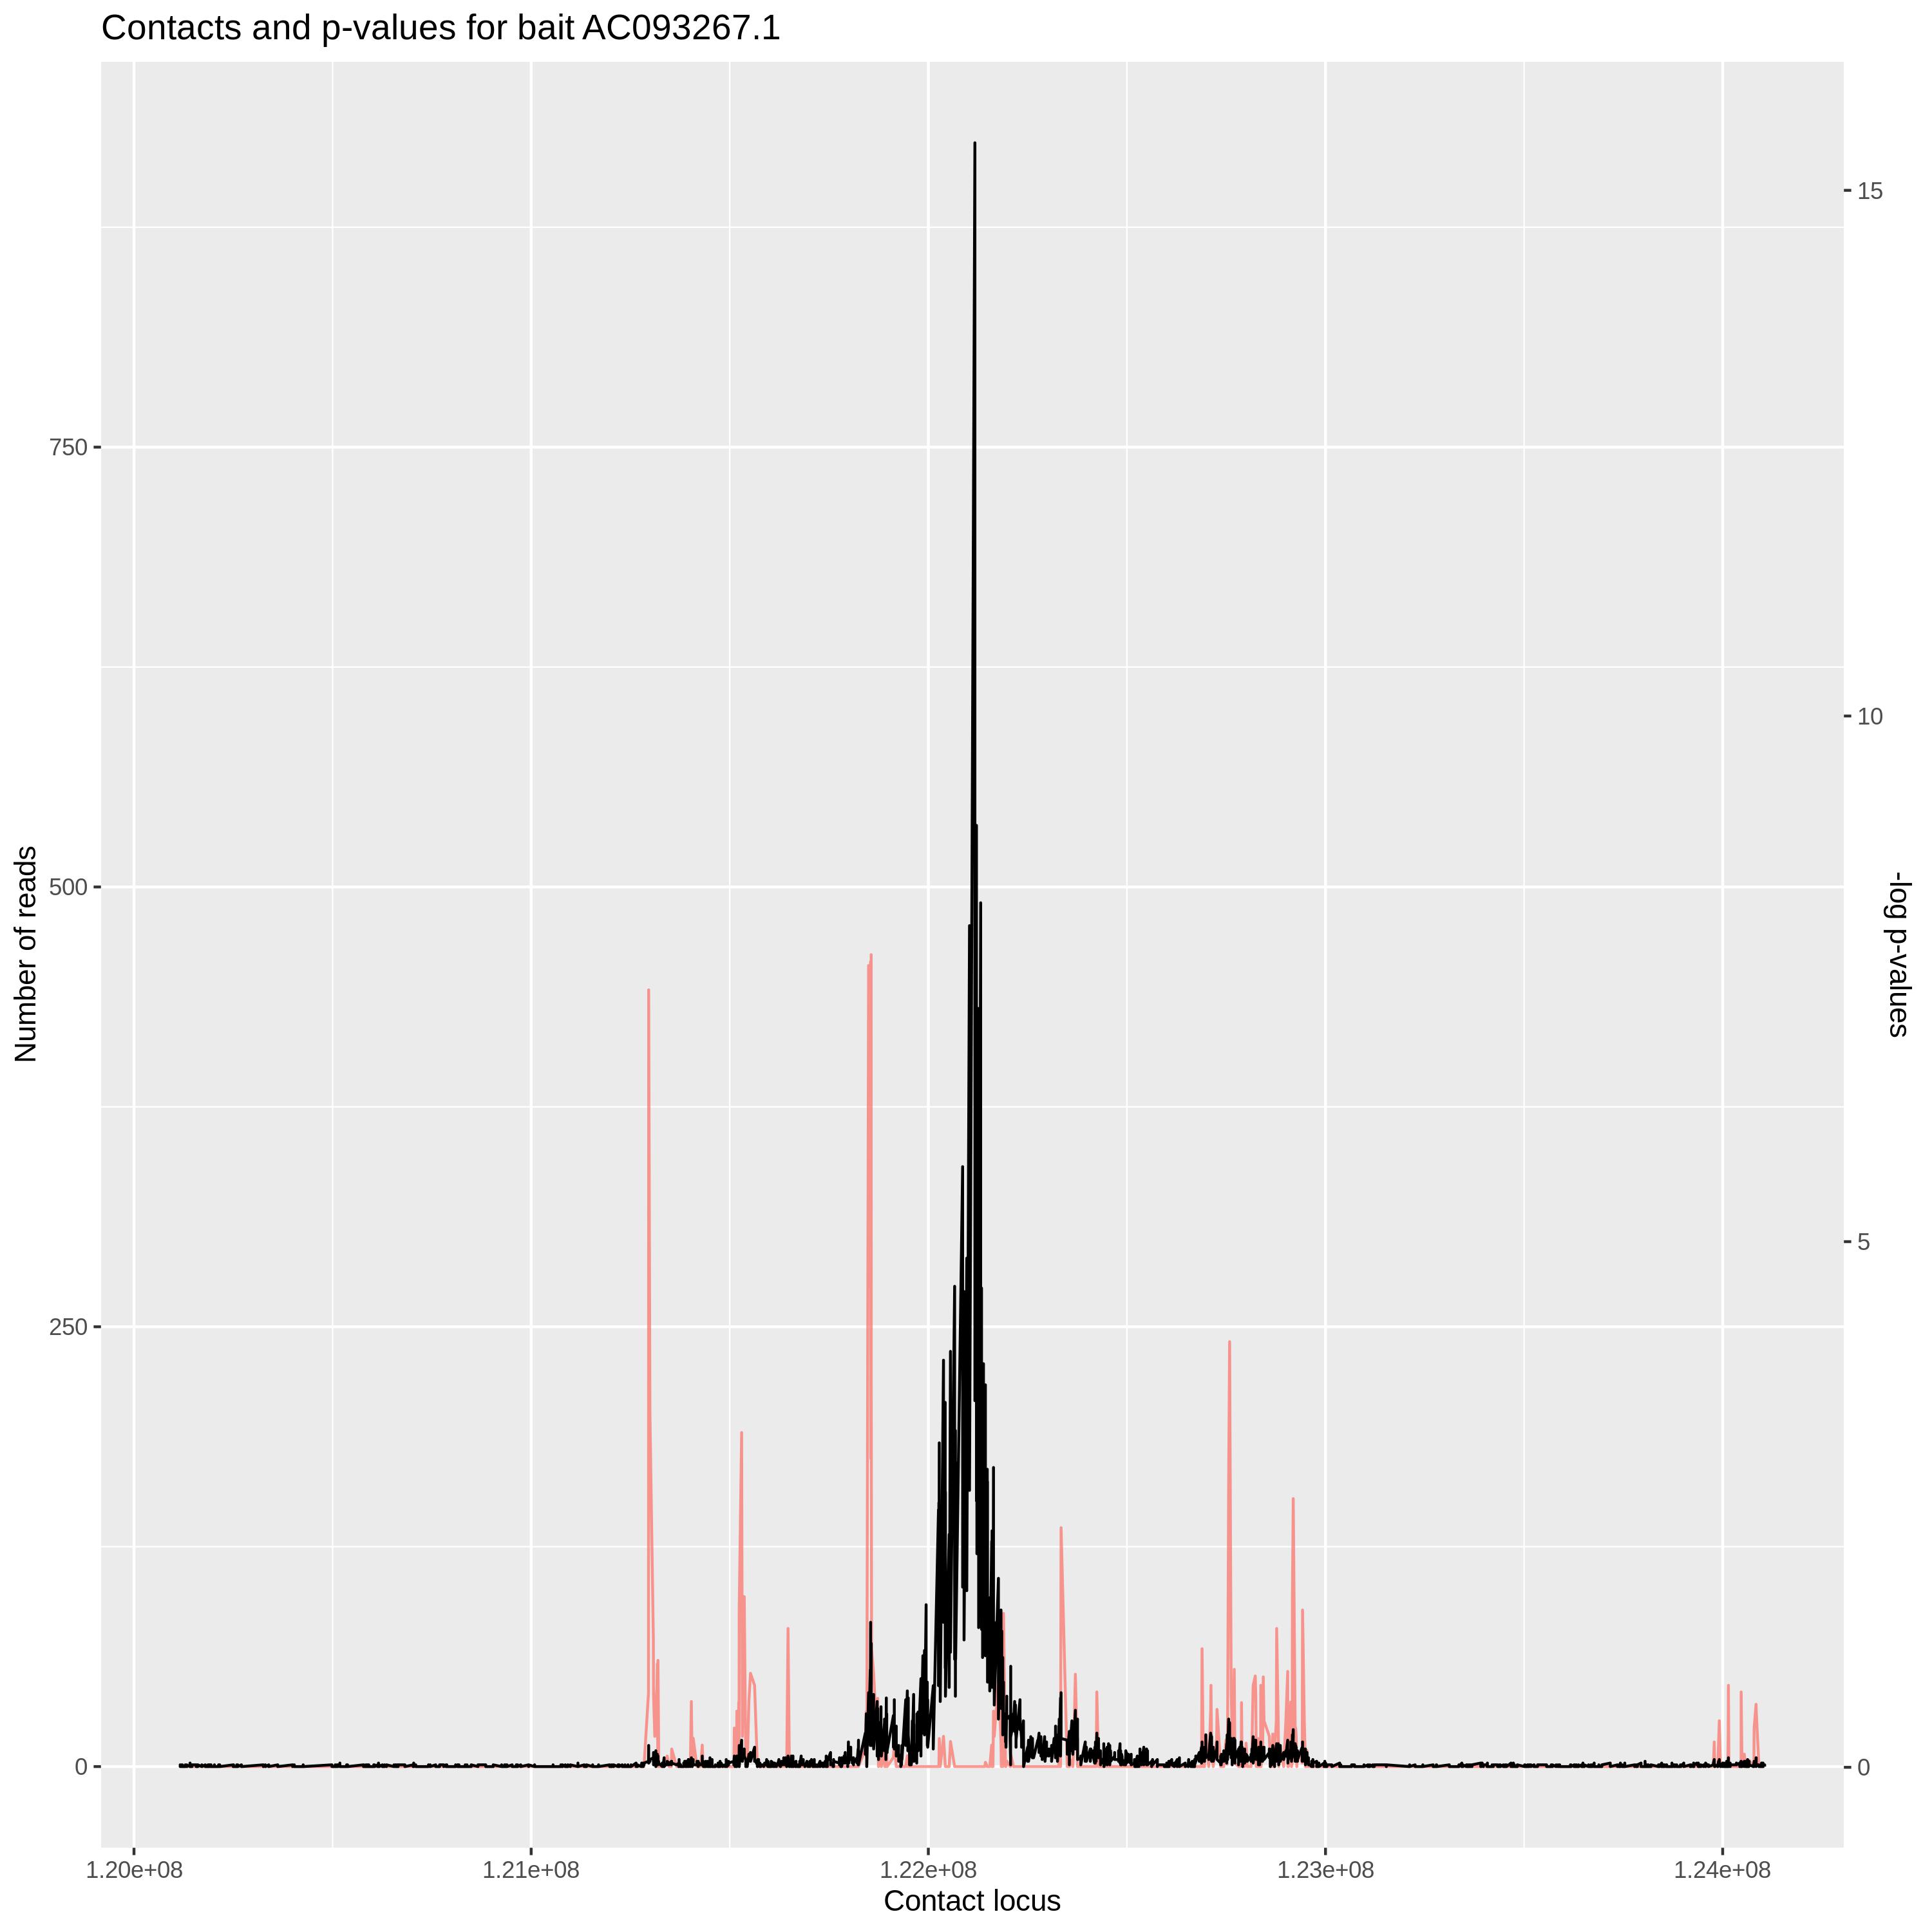 Contacts and p-values for bait AC093267.1
Number of reads
750
500
250
0
15
10
5
0
-log p-values
1.20e+08 1.21e+08 1.22e+08 1.23e+08 1.24e+08
Contact locus